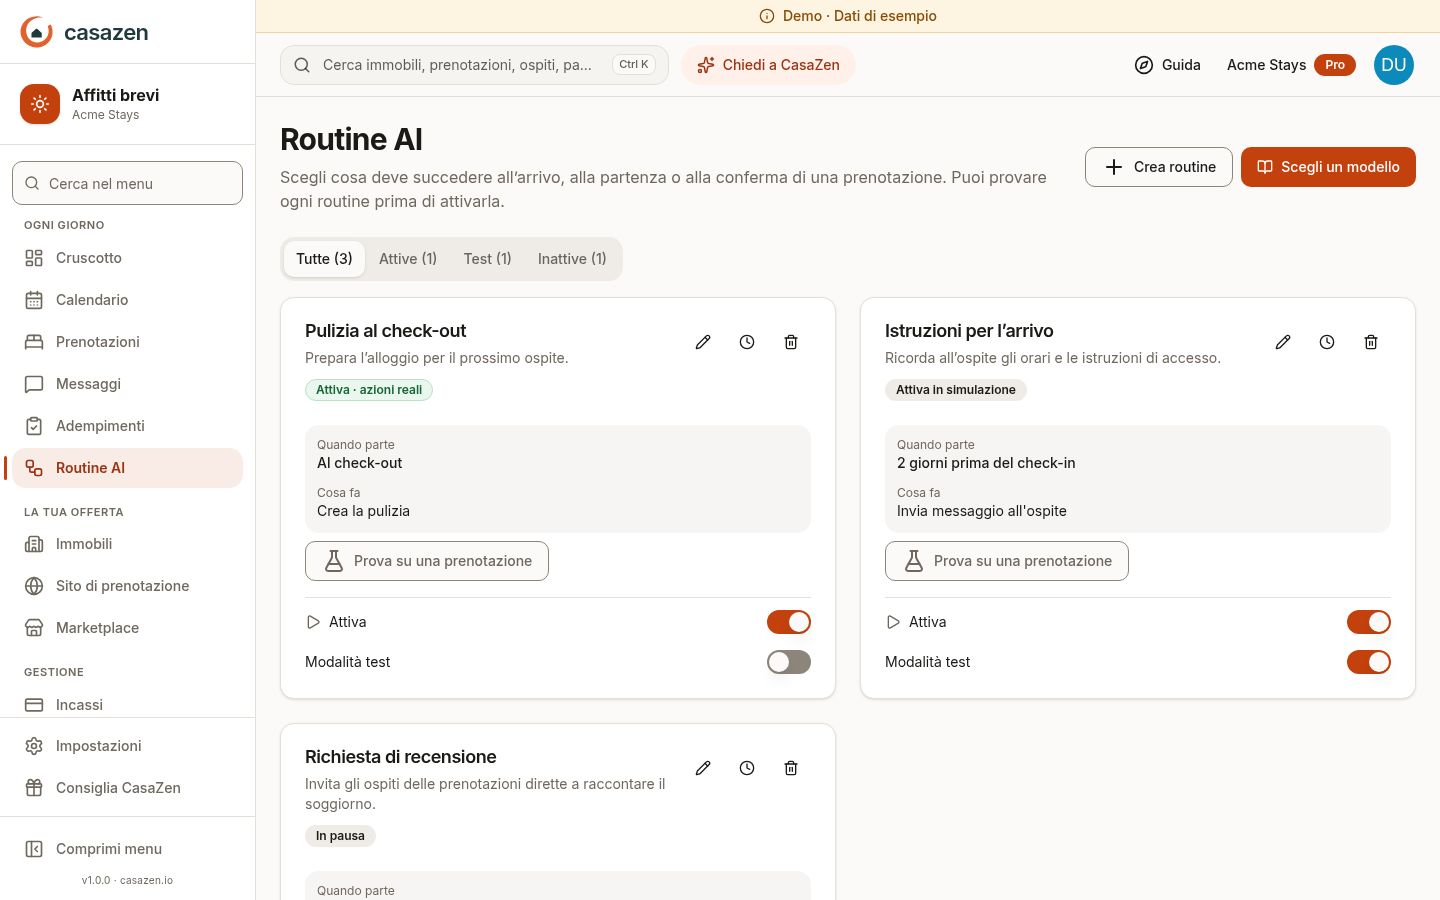 Demo · Dati di esempio
casazen
Affitti brevi
Acme Stays
Cerca nel menu
OGNI GIORNO
Cruscotto
Calendario
Prenotazioni
Messaggi
Adempimenti
Routine AI
LA TUA OFFERTA
Immobili
Sito di prenotazione
Marketplace
GESTIONE
Incassi
Impostazioni
Consiglia CasaZen
Comprimi menu
v1.0.0 · casazen.io
Cerca immobili, prenotazioni, ospiti, pa... Ctrl K
Chiedi a CasaZen
Guida
Acme Stays Pro
DU
Routine AI
Scegli cosa deve succedere all’arrivo, alla partenza o alla conferma di una prenotazione. Puoi provare
ogni routine prima di attivarla.
Crea routine
Scegli un modello
Tutte (3) Attive (1) Test (1) Inattive (1)
Pulizia al check-out
Prepara l’alloggio per il prossimo ospite.
Attiva · azioni reali
Quando parte
Al check-out
Cosa fa
Crea la pulizia
Prova su una prenotazione
Attiva
Modalità test
Istruzioni per l’arrivo
Ricorda all’ospite gli orari e le istruzioni di accesso.
Attiva in simulazione
Quando parte
2 giorni prima del check-in
Cosa fa
Invia messaggio all'ospite
Prova su una prenotazione
Attiva
Modalità test
Richiesta di recensione
Invita gli ospiti delle prenotazioni dirette a raccontare il
soggiorno.
In pausa
Quando parte